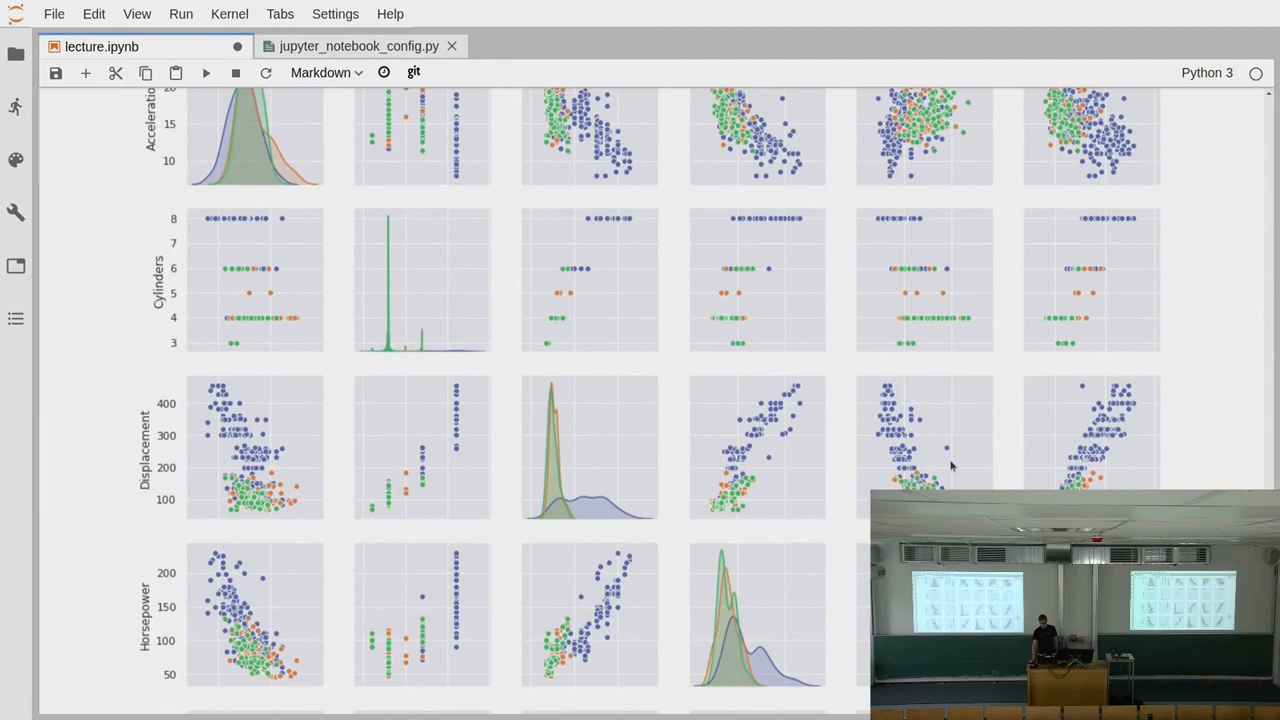 File Edit View Run Kernel Tabs Settings Help
lecture.ipynb jupyter_notebook_config.py
Markdown git Python 3
Acceleratio
20
15
10
Cylinders
8
7
6
5
4
3
Displacement
400
300
200
100
Horsepower
200
150
100
50